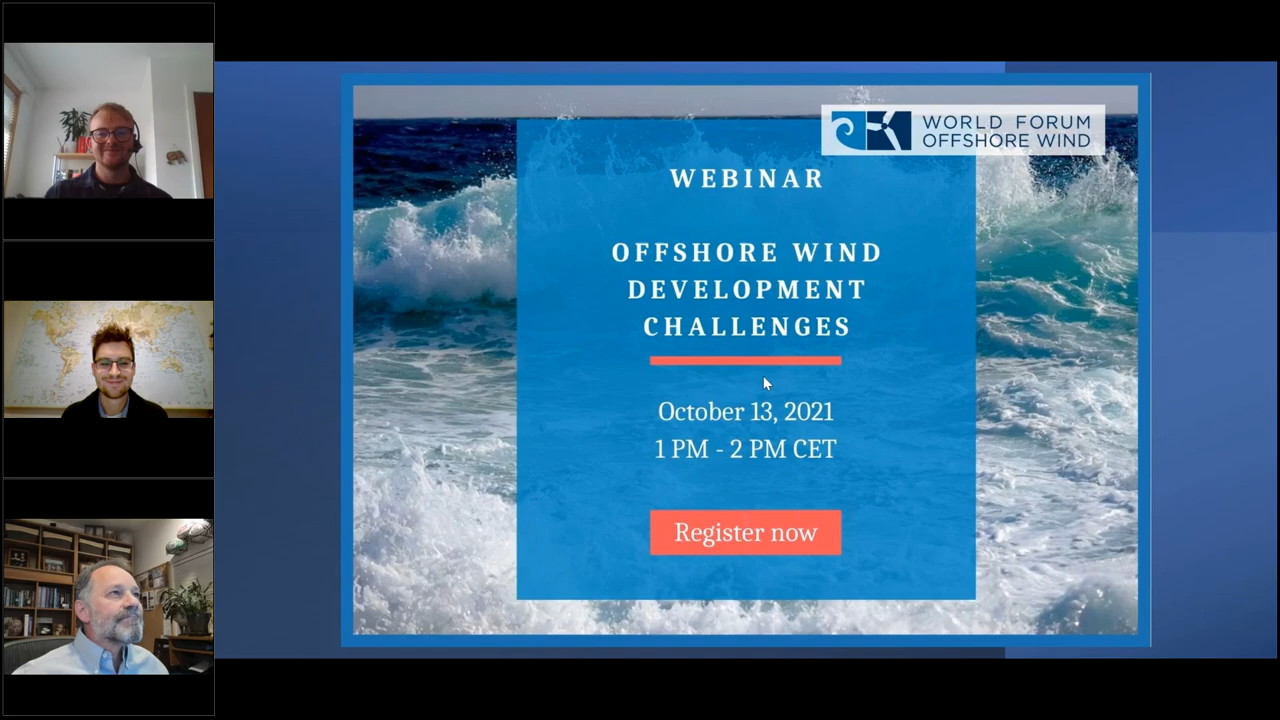 WORLD FORUM
OFFSHORE WIND
WEBINAR
OFFSHORE WIND
DEVELOPMENT
CHALLENGES
October 13, 2021
1 PM - 2 PM CET
Register now